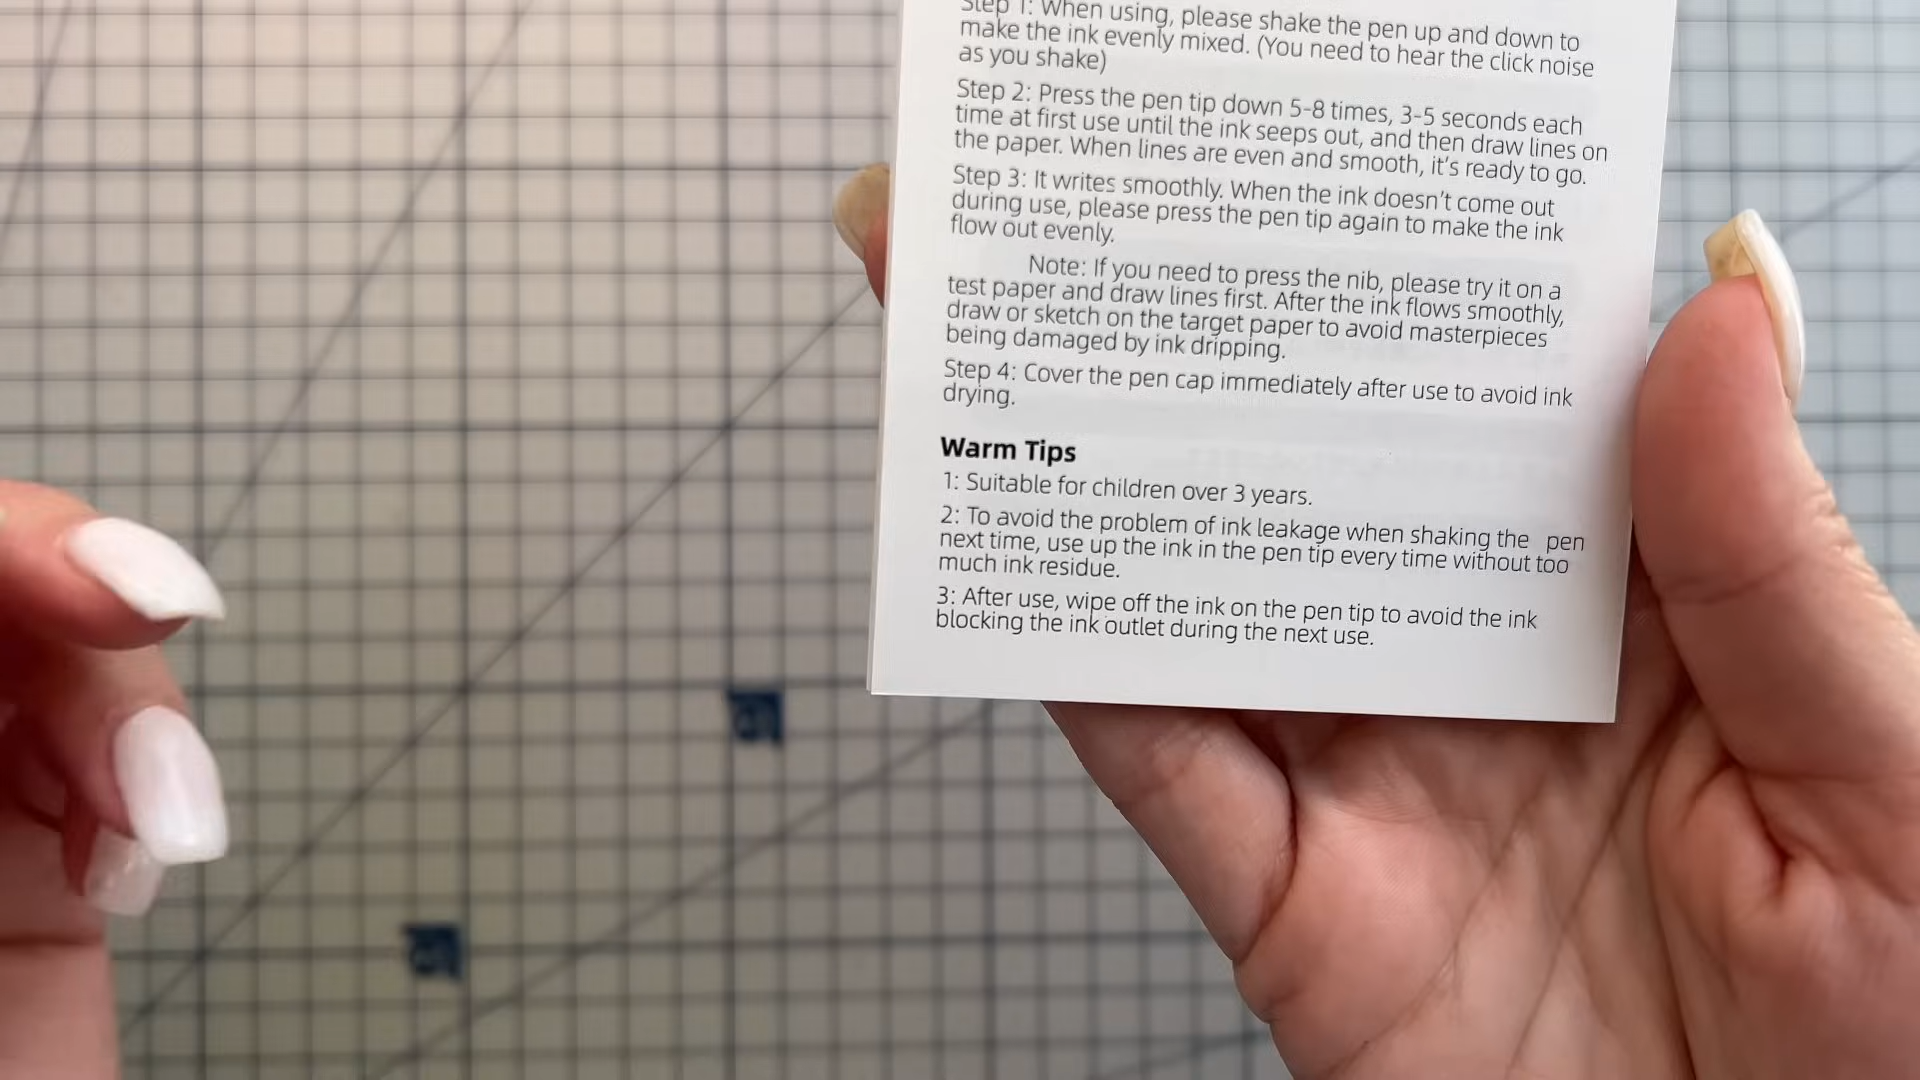 Step 1: When using, please shake the pen up and down to
make the ink evenly mixed. (You need to hear the click noise
as you shake)
Step 2: Press the pen tip down 5-8 times, 3-5 seconds each
time at first use until the ink seeps out, and then draw lines on
the paper. When lines are even and smooth, it's ready to go.
Step 3: It writes smoothly. When the ink doesn't come out
during use, please press the pen tip again to make the ink
flow out evenly.
Note: If you need to press the nib, please try it on a
test paper and draw lines first. After the ink flows smoothly,
draw or sketch on the target paper to avoid masterpieces
being damaged by ink dripping.
Step 4: Cover the pen cap immediately after use to avoid ink
drying.
Warm Tips
1: Suitable for children over 3 years.
2: To avoid the problem of ink leakage when shaking the pen
next time, use up the ink in the pen tip every time without too
much ink residue.
3: After use, wipe off the ink on the pen tip to avoid the ink
blocking the ink outlet during the next use.